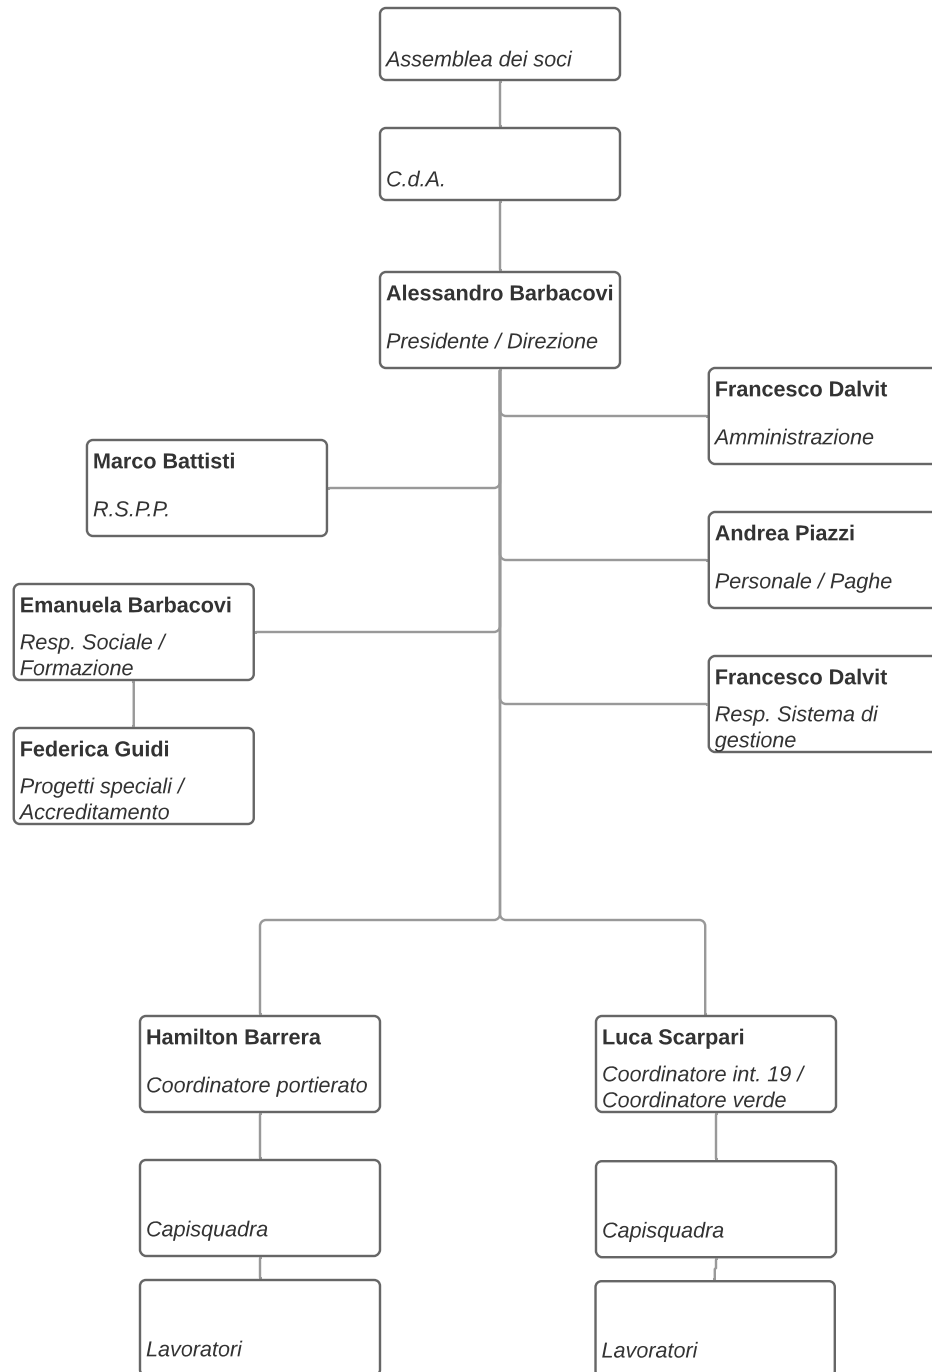 Assemblea dei soci
C.d.A.
Alessandro Barbacovi
Presidente / Direzione
Francesco Dalvit
Amministrazione
Marco Battisti
R.S.P.P.
Andrea Piazzi
Personale / Paghe
Emanuela Barbacovi
Resp. Sociale /
Formazione
Francesco Dalvit
Resp. Sistema di
gestione
Federica Guidi
Progetti speciali /
Accreditamento
Hamilton Barrera
Coordinatore portierato
Luca Scarpari
Coordinatore int. 19 /
Coordinatore verde
Capisquadra
Capisquadra
Lavoratori
Lavoratori